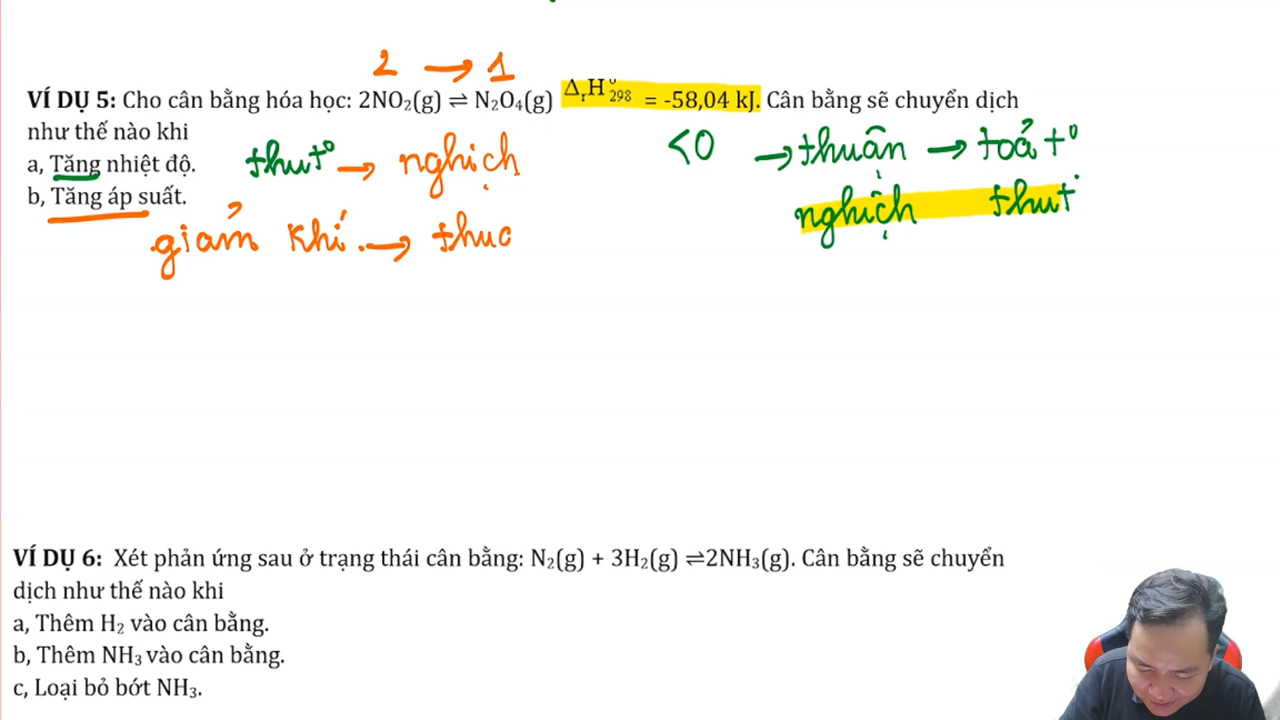 2 → 1
VÍ DỤ 5: Cho cân bằng hóa học: 2NO₂(g) ⇌ N₂O₄(g) ΔᵣH⁰₂₉₈ = -58,04 kJ. Cân bằng sẽ chuyển dịch
như thế nào khi
<0 → thuận → toả t⁰
a, Tăng nhiệt độ. thu t⁰ → nghịch
b, Tăng áp suất. nghịch thu t
giảm khí → thuc
VÍ DỤ 6: Xét phản ứng sau ở trạng thái cân bằng: N₂(g) + 3H₂(g) ⇌2NH₃(g). Cân bằng sẽ chuyển
dịch như thế nào khi
a, Thêm H₂ vào cân bằng.
b, Thêm NH₃ vào cân bằng.
c, Loại bỏ bớt NH₃.